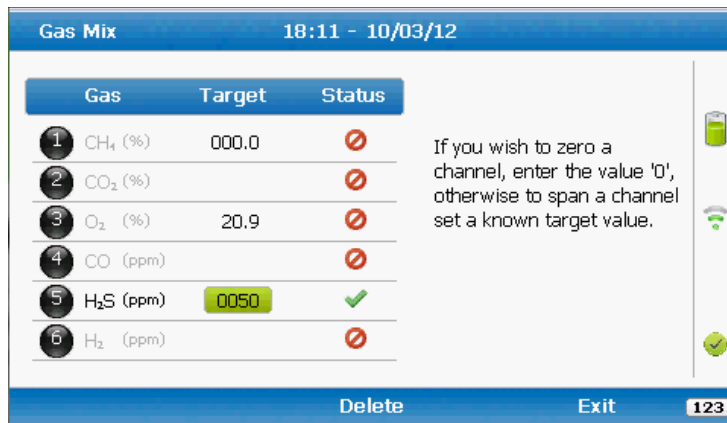 Gas Mix 18:11 - 10/03/12
Gas Target Status
1 CH₄ (%) 000.0
2 CO₂ (%)
3 O₂ (%) 20.9
4 CO (ppm)
5 H₂S (ppm) 0050
6 H₂ (ppm)
If you wish to zero a
channel, enter the value '0',
otherwise to span a channel
set a known target value.
Delete Exit 123